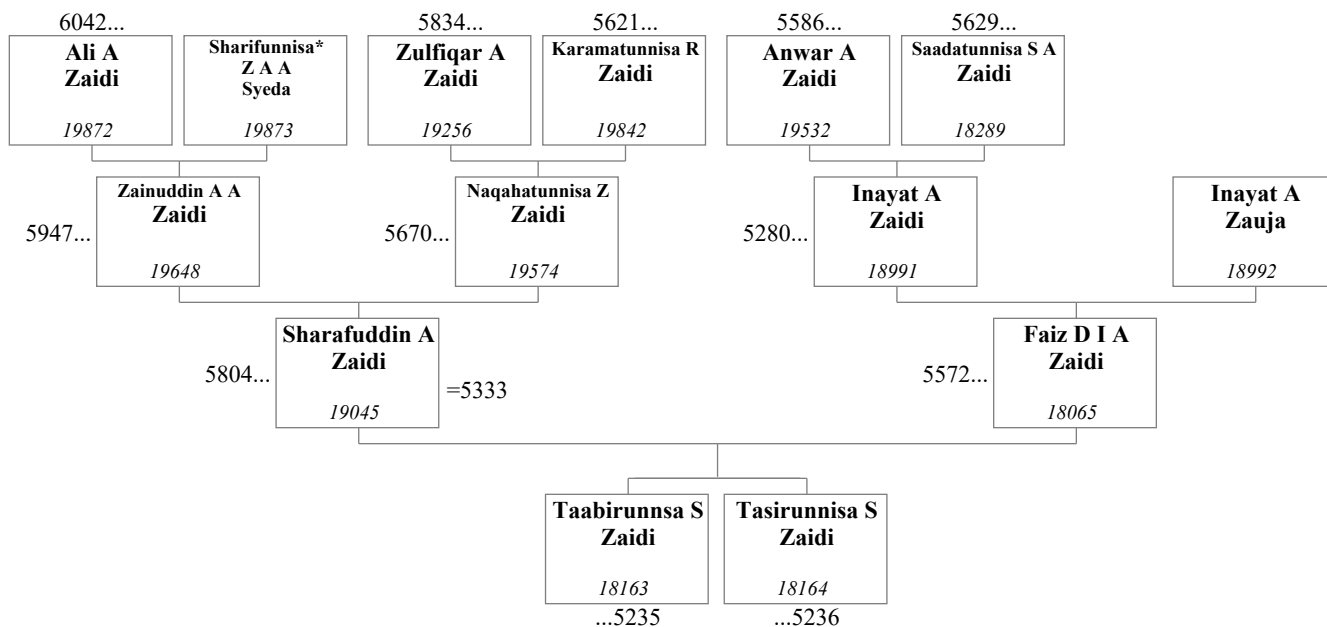 6042...
Ali A
Zaidi
19872
Sharifunnisa*
Z A A
Syeda
19873
5834...
Zulfiqar A
Zaidi
19256
5621...
Karamatunnisa R
Zaidi
19842
5586...
Anwar A
Zaidi
19532
5629...
Saadatunnisa S A
Zaidi
18289
5947...
Zainuddin A A
Zaidi
19648
5670...
Naqahatunnisa Z
Zaidi
19574
5280...
Inayat A
Zaidi
18991
Inayat A
Zauja
18992
5804...
Sharafuddin A
Zaidi
19045
=5333
5572...
Faiz D I A
Zaidi
18065
Taabirunnsa S
Zaidi
18163
...5235
Tasirunnisa S
Zaidi
18164
...5236